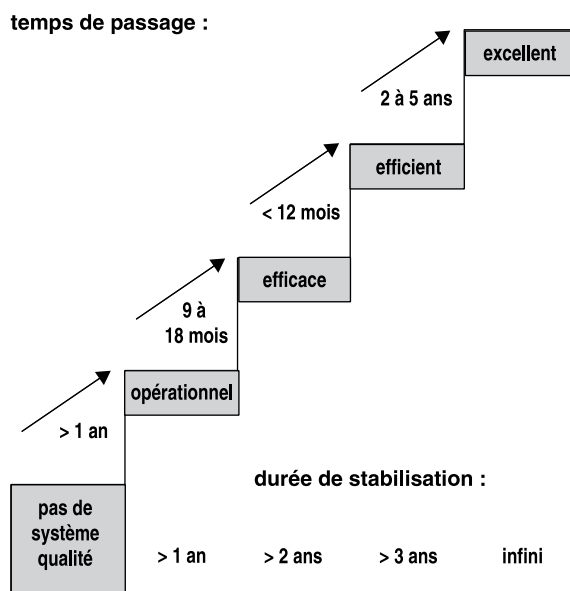 temps de passage :
excellent
2 à 5 ans
efficient
< 12 mois
efficace
9 à
18 mois
opérationnel
> 1 an
durée de stabilisation :
pas de
système
qualité
> 1 an > 2 ans > 3 ans infini